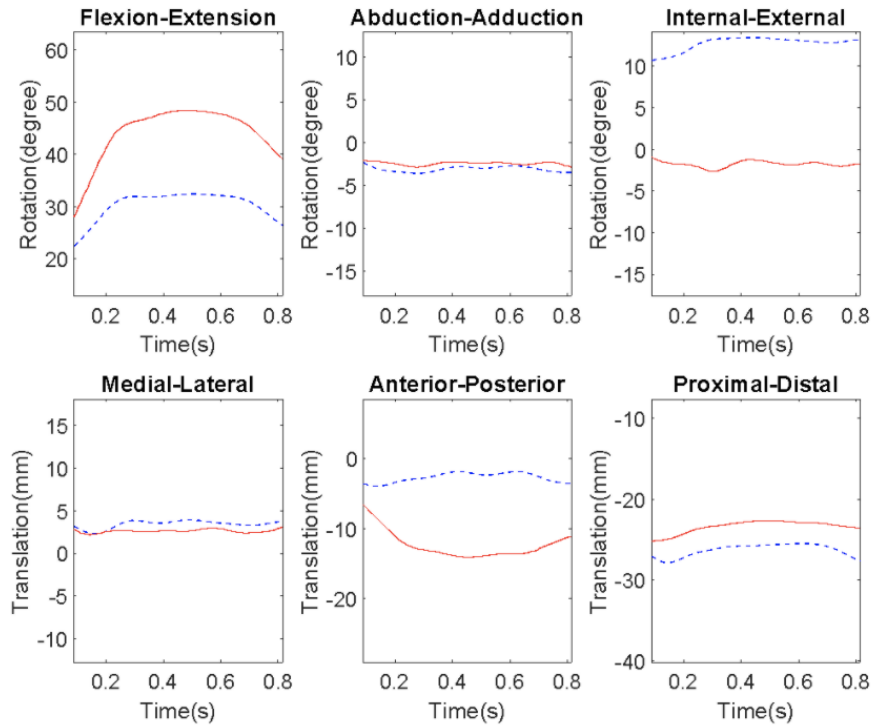 Flexion-Extension
Rotation(degree)
60
50
40
30
20
0.2 0.4 0.6 0.8
Time(s)
Abduction-Adduction
Rotation(degree)
10
5
0
-5
-10
-15
0.2 0.4 0.6 0.8
Time(s)
Internal-External
Rotation(degree)
10
5
0
-5
-10
-15
0.2 0.4 0.6 0.8
Time(s)
Medial-Lateral
Translation(mm)
15
10
5
0
-5
-10
0.2 0.4 0.6 0.8
Time(s)
Anterior-Posterior
Translation(mm)
0
-10
-20
0.2 0.4 0.6 0.8
Time(s)
Proximal-Distal
Translation(mm)
-10
-20
-30
-40
0.2 0.4 0.6 0.8
Time(s)